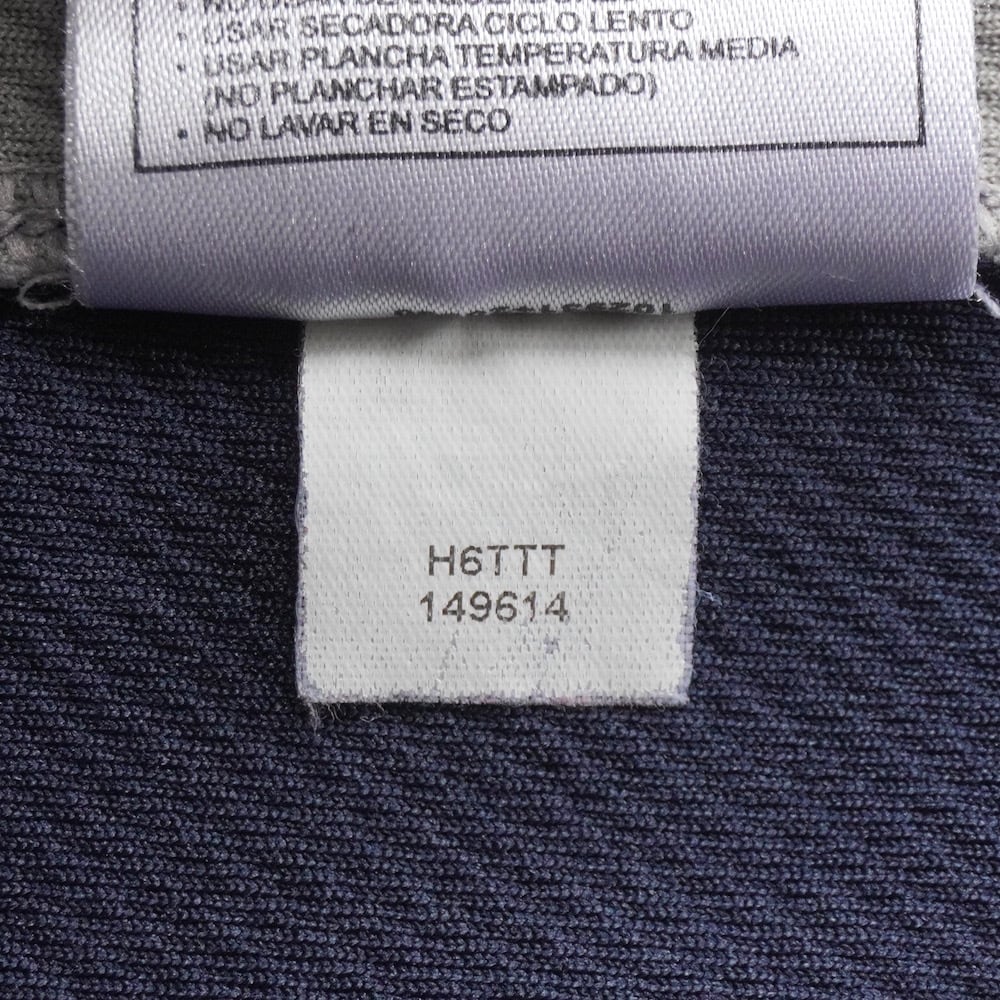 • USAR SECADORA CICLO LENTO
• USAR PLANCHA TEMPERATURA MEDIA
(NO PLANCHAR ESTAMPADO)
• NO LAVAR EN SECO
H6TTT
149614